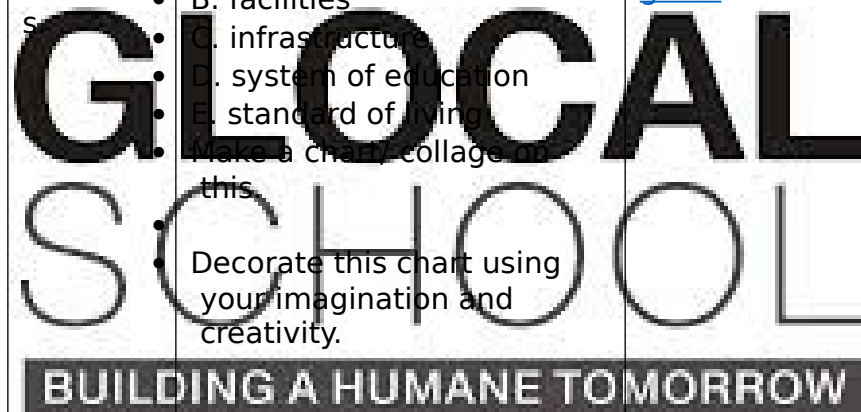 s
B. facilities
C. infrastructure
D. system of education
E. standard of living
Make a chart/ collage on
this.
Decorate this chart using
your imagination and
creativity.
GLOCAL
SCHOOL
BUILDING A HUMANE TOMORROW